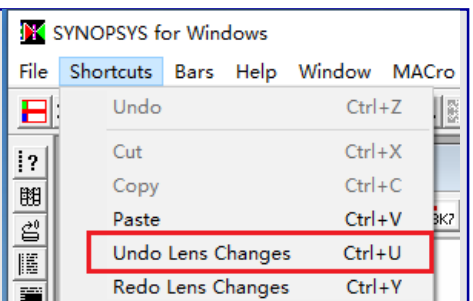 SYNOPSYS for Windows
File Shortcuts Bars Help Window MACro
Undo Ctrl+Z
Cut Ctrl+X
?
Copy Ctrl+C
Paste Ctrl+V BK7
Undo Lens Changes Ctrl+U
Redo Lens Changes Ctrl+Y